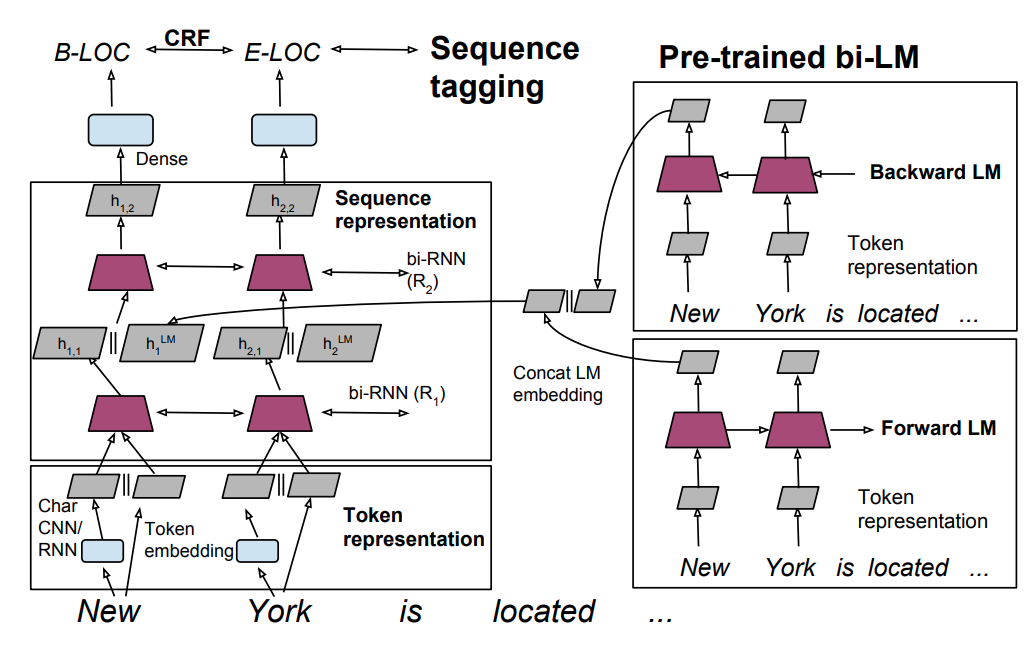 B-LOC
CRF
E-LOC
Sequence
tagging
Dense
h1,2
h2,2
Sequence
representation
bi-RNN
(R2)
h1,1
||
h1LM
h2,1
||
h2LM
bi-RNN (R1)
||
||
Char
CNN/
RNN
Token
embedding
Token
representation
New York is located ...
Pre-trained bi-LM
Backward LM
Token
representation
New York is located ...
||
Concat LM
embedding
Forward LM
Token
representation
New York is located ...